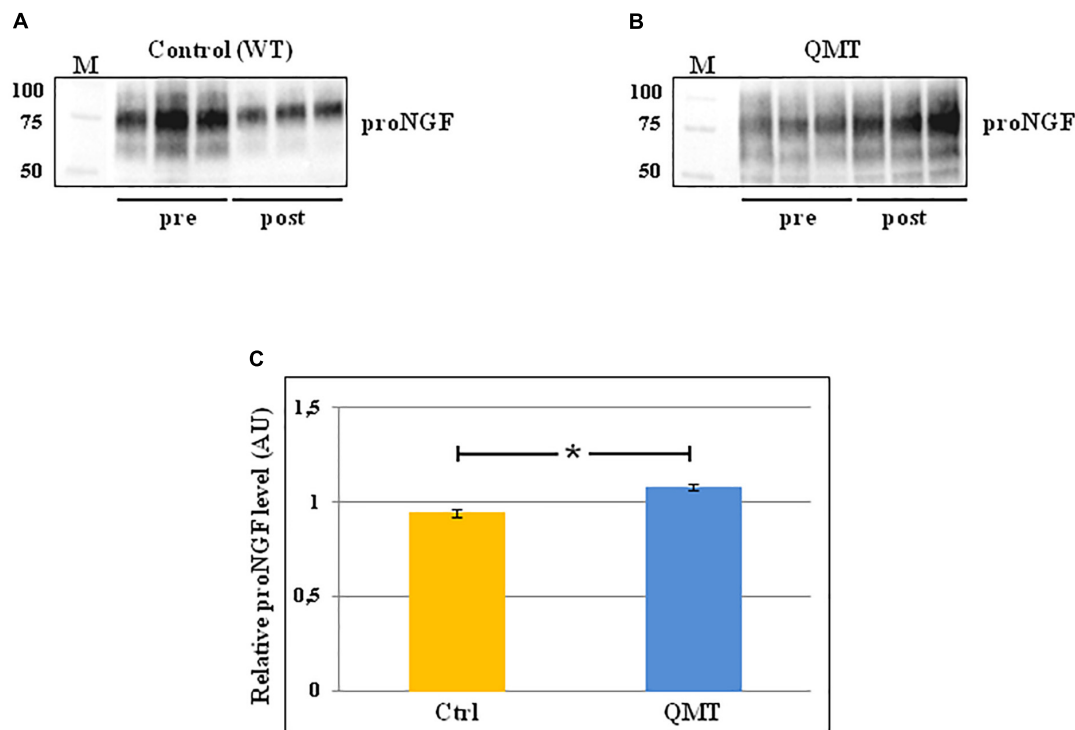 A
Control (WT)
M
100
75
50
proNGF
pre
post
B
QMT
M
100
75
50
proNGF
pre
post
C
Relative proNGF level (AU)
1,5
1
0,5
0
*
Ctrl
QMT